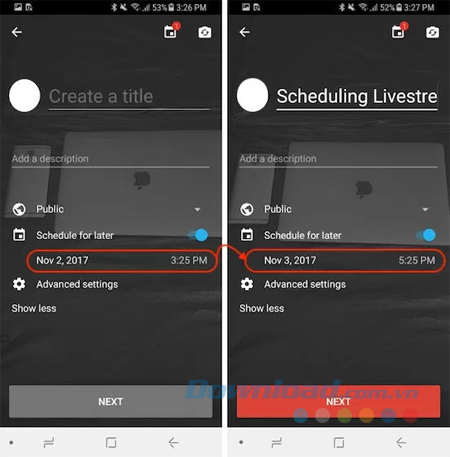 53% 3:26 PM
1
Create a title
Add a description
Public
Schedule for later
Nov 2, 2017 3:25 PM
Advanced settings
Show less
NEXT
52% 3:27 PM
1
Scheduling Livestre
Add a description
Public
Schedule for later
Nov 3, 2017 5:25 PM
Advanced settings
Show less
NEXT
Download.com.vn